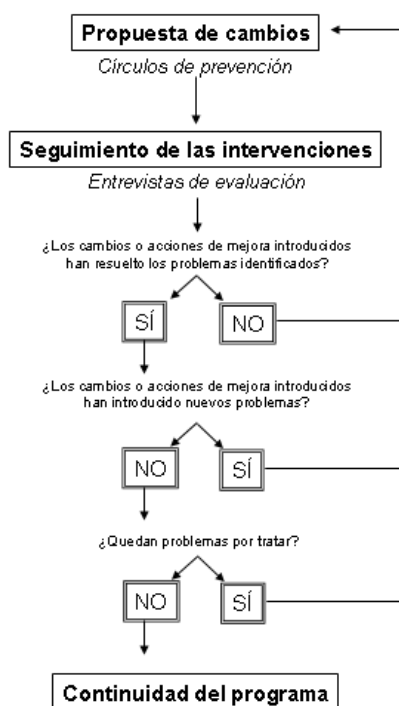 Propuesta de cambios
Círculos de prevención
Seguimiento de las intervenciones
Entrevistas de evaluación
¿Los cambios o acciones de mejora introducidos
han resuelto los problemas identificados?
SÍ
NO
¿Los cambios o acciones de mejora introducidos
han introducido nuevos problemas?
NO
SÍ
¿Quedan problemas por tratar?
NO
SÍ
Continuidad del programa